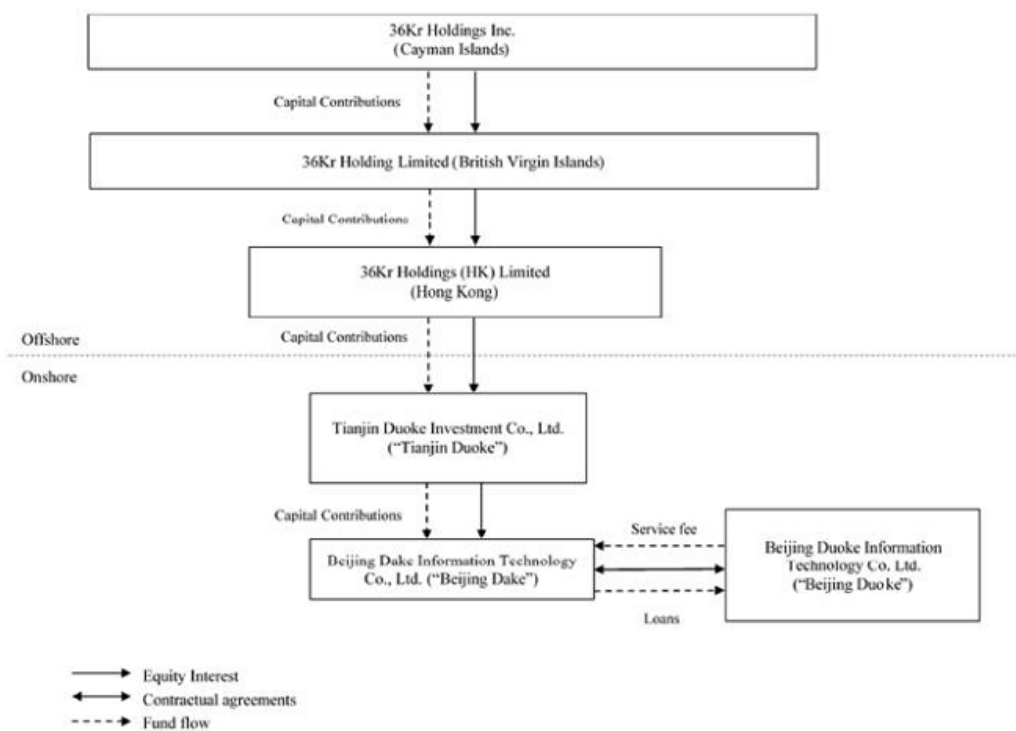 36Kr Holdings Inc.
(Cayman Islands)
Capital Contributions
36Kr Holding Limited (British Virgin Islands)
Capital Contributions
36Kr Holdings (HK) Limited
(Hong Kong)
Capital Contributions
Offshore
Onshore
Tianjin Duoke Investment Co., Ltd.
(“Tianjin Duoke”)
Capital Contributions
Service fee
Beijing Dake Information Technology
Co., Ltd. (“Beijing Dake”)
Beijing Duoke Information
Technology Co. Ltd.
(“Beijing Duoke”)
Loans
Equity Interest
Contractual agreements
Fund flow